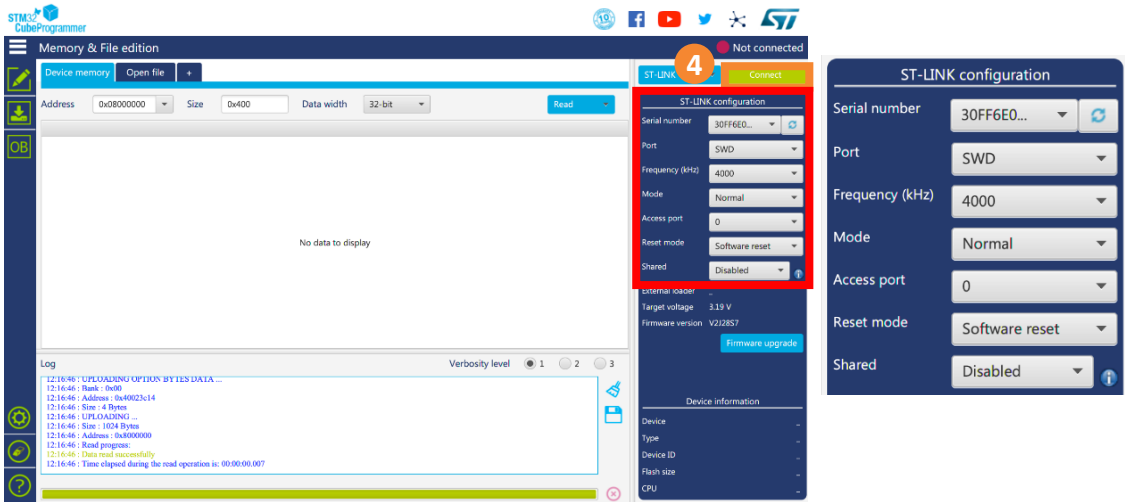 STM32
CubeProgrammer
10
f
ST
Memory & File edition
Not connected
4
Device memory Open file +
ST-LINK
Connect
Address 0x08000000 Size 0x400 Data width 32-bit Read
OB
No data to display
Log Verbosity level 1 2 3
12:16:46 : UPLOADING OPTION BYTES DATA ...
12:16:46 : Bank : 0x00
12:16:46 : Address : 0x40023c14
12:16:46 : Size : 4 Bytes
12:16:46 : UPLOADING ...
12:16:46 : Size : 1024 Bytes
12:16:46 : Address : 0x8000000
12:16:46 : Read progress:
12:16:46 : Data read successfully
12:16:46 : Time elapsed during the read operation is: 00:00:00.007
?
ST-LINK configuration
Serial number 30FF6E0...
Port SWD
Frequency (kHz) 4000
Mode Normal
Access port 0
Reset mode Software reset
Shared Disabled
External loader _
Target voltage 3.19 V
Firmware version V2J28S7
Firmware upgrade
Device information
Device _
Type _
Device ID _
Flash size _
CPU _
ST-LINK configuration
Serial number 30FF6E0...
Port SWD
Frequency (kHz) 4000
Mode Normal
Access port 0
Reset mode Software reset
Shared Disabled